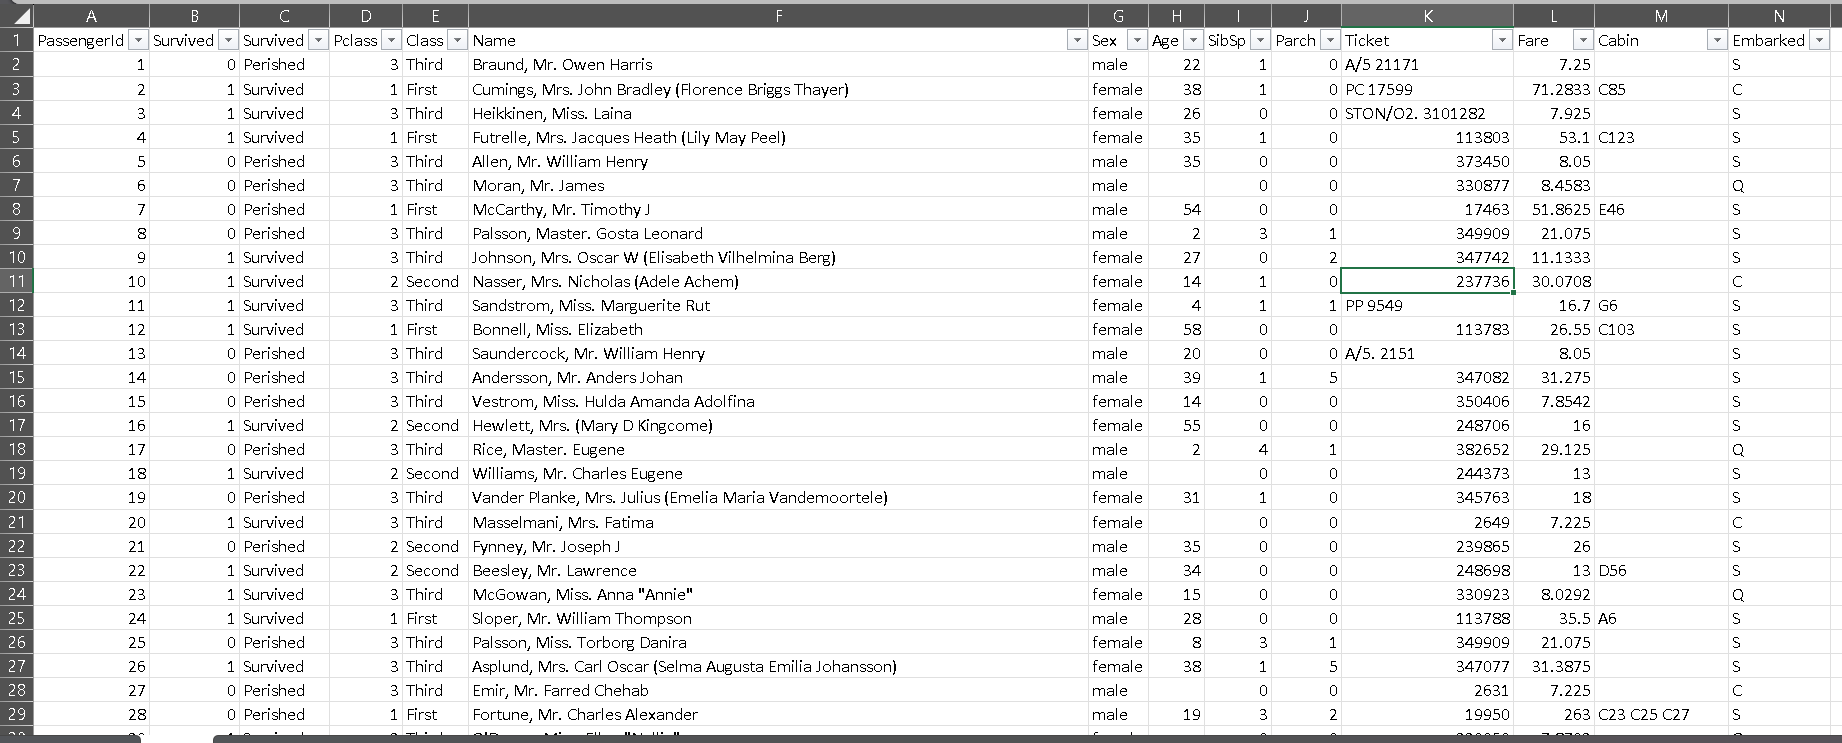 A B C D E F G H I J K L M N
1 PassengerId Survived Survived Pclass Class Name Sex Age SibSp Parch Ticket Fare Cabin Embarked
2 1 0 Perished 3 Third Braund, Mr. Owen Harris male 22 1 0 A/5 21171 7.25 S
3 2 1 Survived 1 First Cumings, Mrs. John Bradley (Florence Briggs Thayer) female 38 1 0 PC 17599 71.2833 C85 C
4 3 1 Survived 3 Third Heikkinen, Miss. Laina female 26 0 0 STON/O2. 3101282 7.925 S
5 4 1 Survived 1 First Futrelle, Mrs. Jacques Heath (Lily May Peel) female 35 1 0 113803 53.1 C123 S
6 5 0 Perished 3 Third Allen, Mr. William Henry male 35 0 0 373450 8.05 S
7 6 0 Perished 3 Third Moran, Mr. James male 0 0 330877 8.4583 Q
8 7 0 Perished 1 First McCarthy, Mr. Timothy J male 54 0 0 17463 51.8625 E46 S
9 8 0 Perished 3 Third Palsson, Master. Gosta Leonard male 2 3 1 349909 21.075 S
10 9 1 Survived 3 Third Johnson, Mrs. Oscar W (Elisabeth Vilhelmina Berg) female 27 0 2 347742 11.1333 S
11 10 1 Survived 2 Second Nasser, Mrs. Nicholas (Adele Achem) female 14 1 0 237736 30.0708 C
12 11 1 Survived 3 Third Sandstrom, Miss. Marguerite Rut female 4 1 1 PP 9549 16.7 G6 S
13 12 1 Survived 1 First Bonnell, Miss. Elizabeth female 58 0 0 113783 26.55 C103 S
14 13 0 Perished 3 Third Saundercock, Mr. William Henry male 20 0 0 A/5. 2151 8.05 S
15 14 0 Perished 3 Third Andersson, Mr. Anders Johan male 39 1 5 347082 31.275 S
16 15 0 Perished 3 Third Vestrom, Miss. Hulda Amanda Adolfina female 14 0 0 350406 7.8542 S
17 16 1 Survived 2 Second Hewlett, Mrs. (Mary D Kingcome) female 55 0 0 248706 16 S
18 17 0 Perished 3 Third Rice, Master. Eugene male 2 4 1 382652 29.125 Q
19 18 1 Survived 2 Second Williams, Mr. Charles Eugene male 0 0 244373 13 S
20 19 0 Perished 3 Third Vander Planke, Mrs. Julius (Emelia Maria Vandemoortele) female 31 1 0 345763 18 S
21 20 1 Survived 3 Third Masselmani, Mrs. Fatima female 0 0 2649 7.225 C
22 21 0 Perished 2 Second Fynney, Mr. Joseph J male 35 0 0 239865 26 S
23 22 1 Survived 2 Second Beesley, Mr. Lawrence male 34 0 0 248698 13 D56 S
24 23 1 Survived 3 Third McGowan, Miss. Anna "Annie" female 15 0 0 330923 8.0292 Q
25 24 1 Survived 1 First Sloper, Mr. William Thompson male 28 0 0 113788 35.5 A6 S
26 25 0 Perished 3 Third Palsson, Miss. Torborg Danira female 8 3 1 349909 21.075 S
27 26 1 Survived 3 Third Asplund, Mrs. Carl Oscar (Selma Augusta Emilia Johansson) female 38 1 5 347077 31.3875 S
28 27 0 Perished 3 Third Emir, Mr. Farred Chehab male 0 0 2631 7.225 C
29 28 0 Perished 1 First Fortune, Mr. Charles Alexander male 19 3 2 19950 263 C23 C25 C27 S